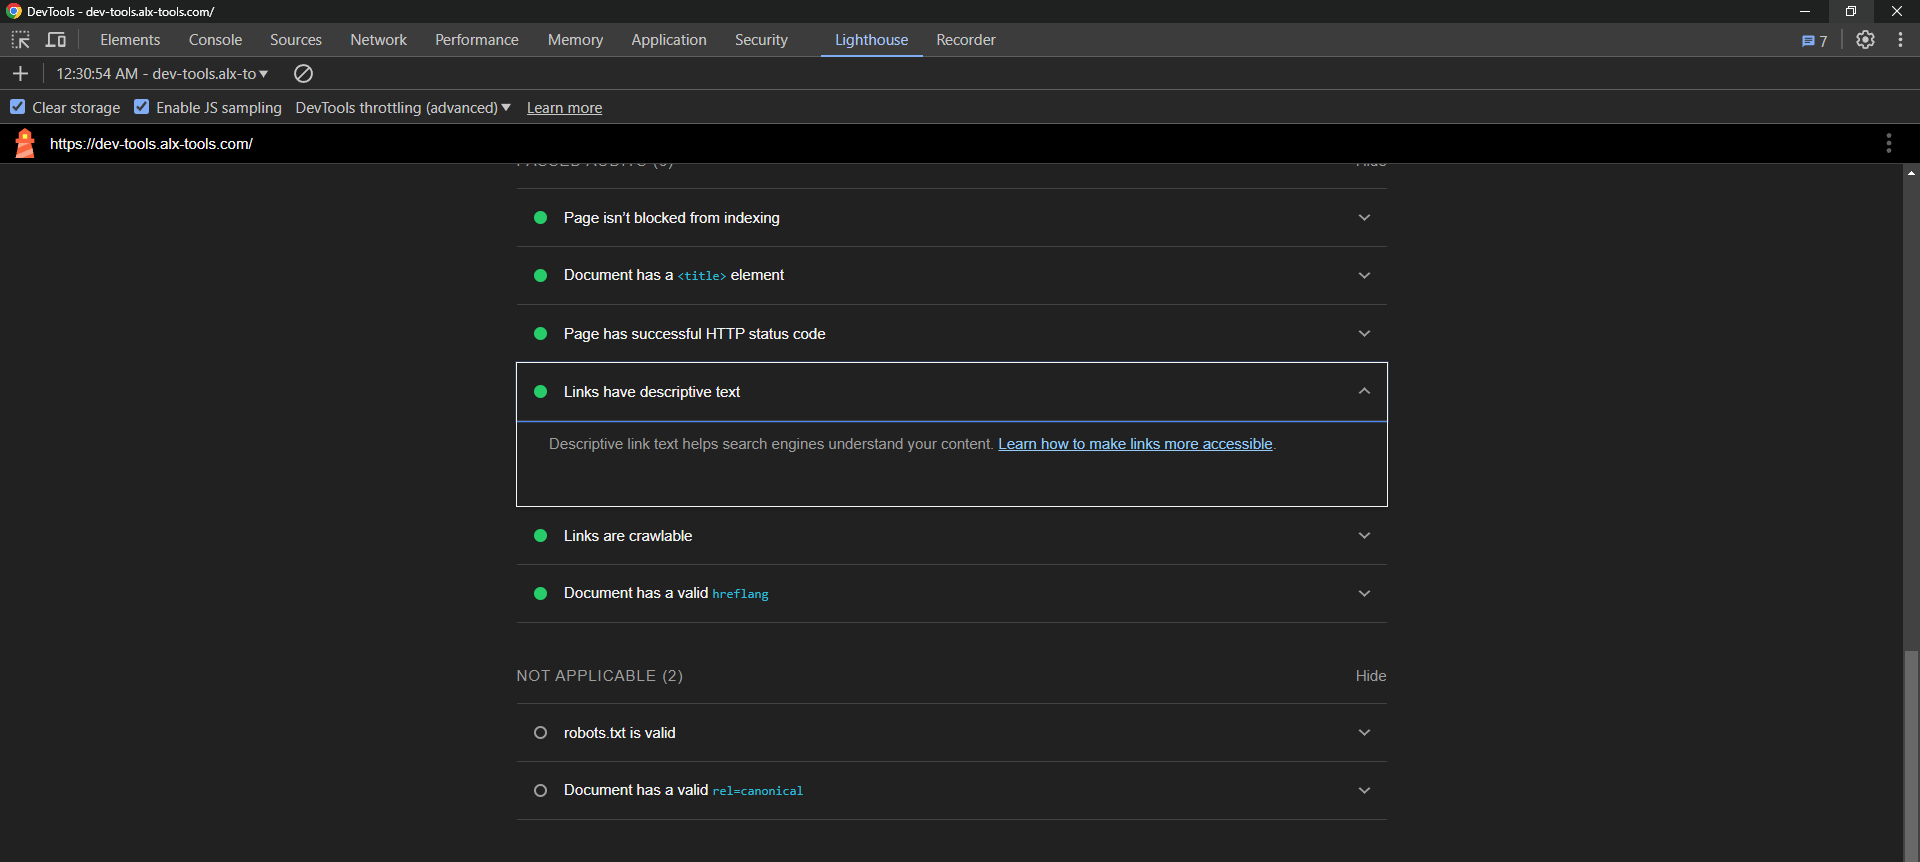 DevTools - dev-tools.alx-tools.com/
Elements Console Sources Network Performance Memory Application Security Lighthouse Recorder 7
12:30:54 AM - dev-tools.alx-to
Clear storage Enable JS sampling DevTools throttling (advanced) Learn more
https://dev-tools.alx-tools.com/
Page isn't blocked from indexing
Document has a <title> element
Page has successful HTTP status code
Links have descriptive text
Descriptive link text helps search engines understand your content. Learn how to make links more accessible.
Links are crawlable
Document has a valid hreflang
NOT APPLICABLE (2) Hide
robots.txt is valid
Document has a valid rel=canonical